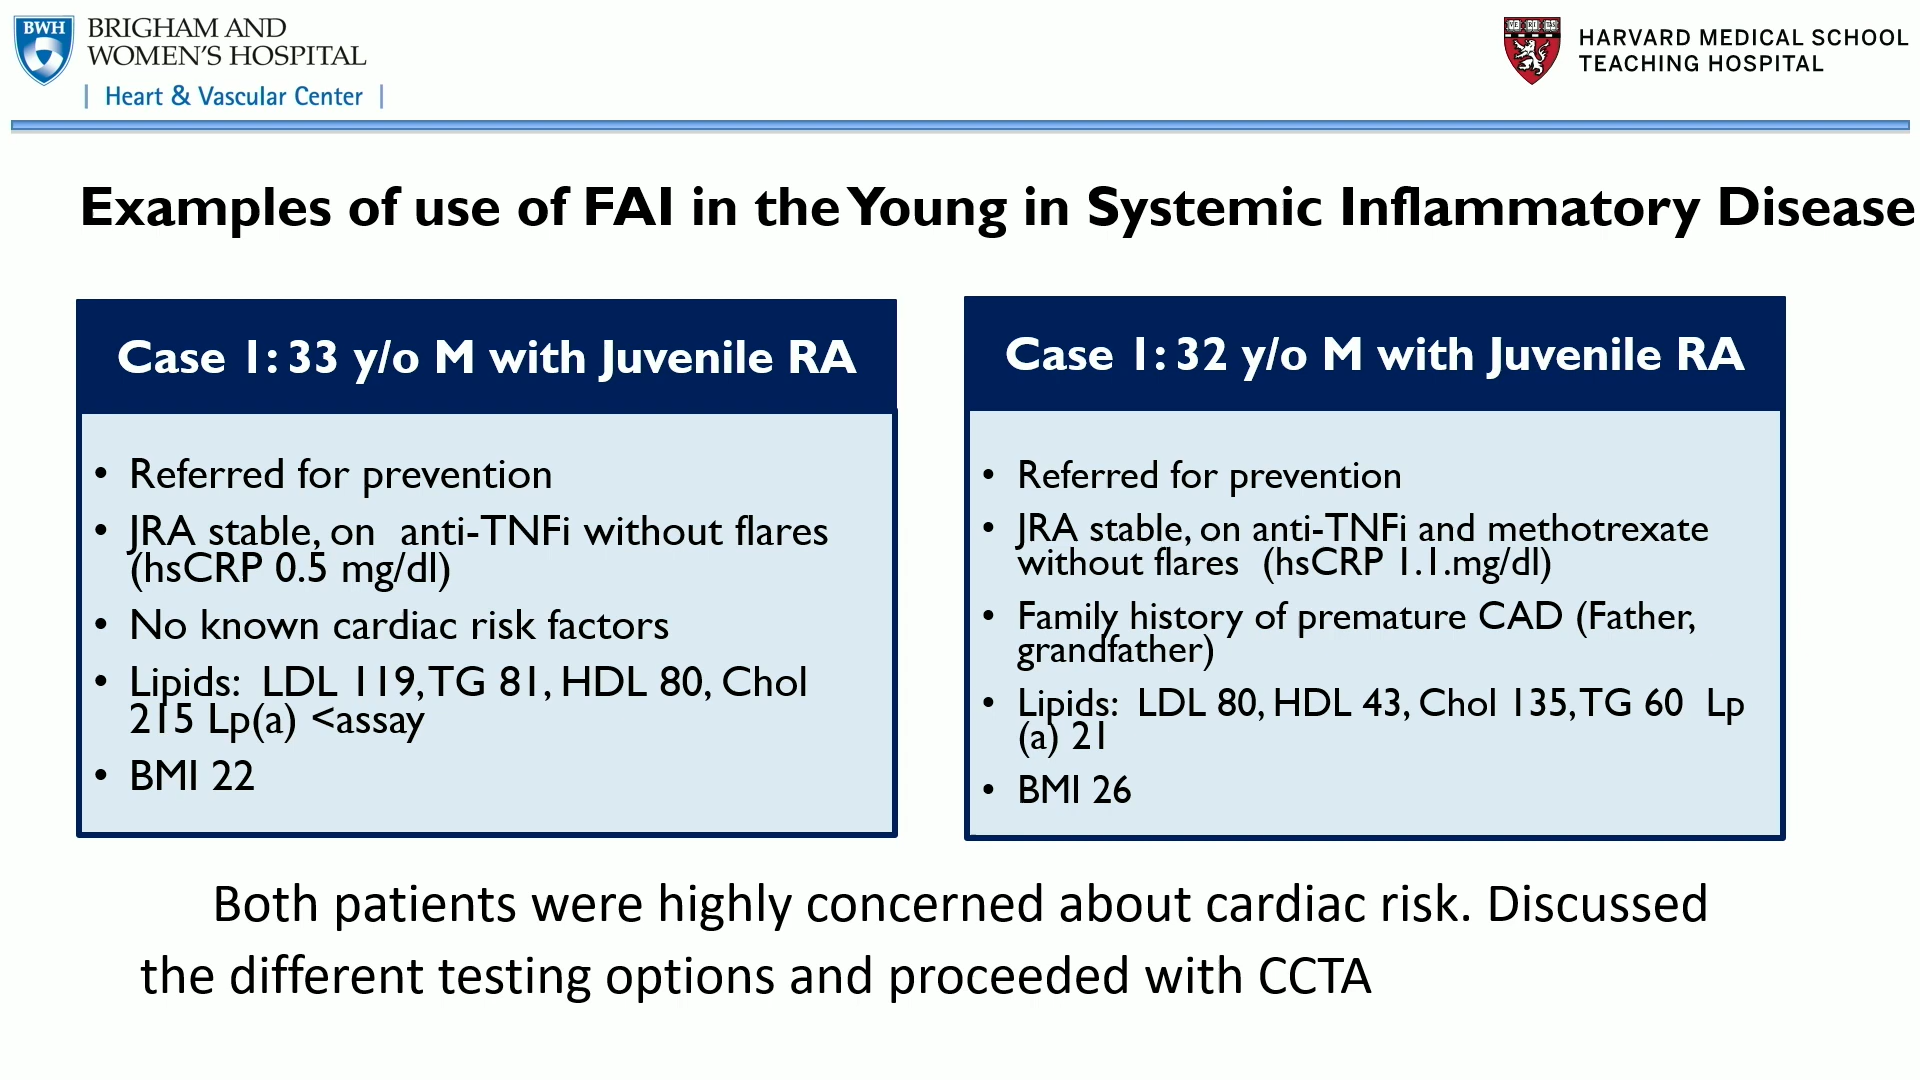 BWH
BRIGHAM AND
WOMEN'S HOSPITAL
| Heart & Vascular Center |
VE RI TAS
HARVARD MEDICAL SCHOOL
TEACHING HOSPITAL
Examples of use of FAI in the Young in Systemic Inflammatory Disease
Case 1: 33 y/o M with Juvenile RA
• Referred for prevention
• JRA stable, on anti-TNFi without flares
(hsCRP 0.5 mg/dl)
• No known cardiac risk factors
• Lipids: LDL 119, TG 81, HDL 80, Chol
215 Lp(a) <assay
• BMI 22
Case 1: 32 y/o M with Juvenile RA
• Referred for prevention
• JRA stable, on anti-TNFi and methotrexate
without flares (hsCRP 1.1.mg/dl)
• Family history of premature CAD (Father,
grandfather)
• Lipids: LDL 80, HDL 43, Chol 135, TG 60 Lp
(a) 21
• BMI 26
Both patients were highly concerned about cardiac risk. Discussed
the different testing options and proceeded with CCTA